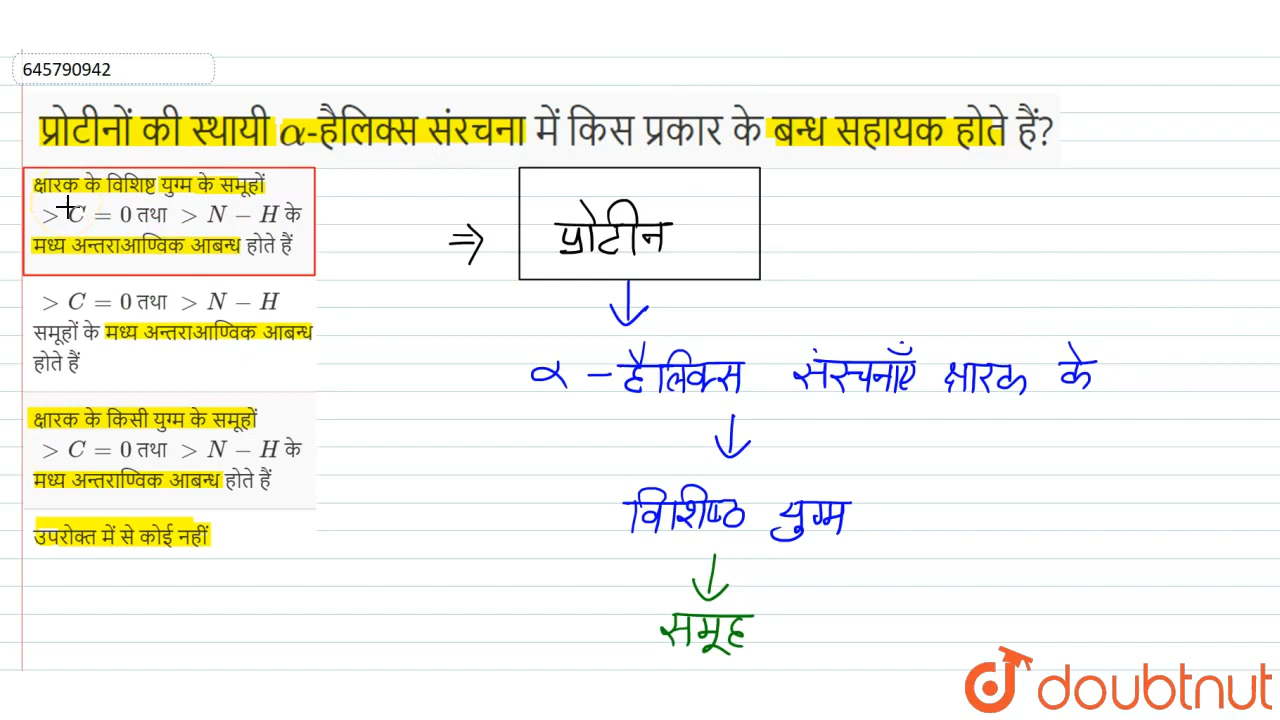 645790942
प्रोटीनों की स्थायी α-हैलिक्स संरचना में किस प्रकार के बन्ध सहायक होते हैं?
क्षारक के विशिष्ट युग्म के समूहों
> C = 0 तथा > N - H के
मध्य अन्तराआण्विक आबन्ध होते हैं
> C = 0 तथा > N - H
समूहों के मध्य अन्तराआण्विक आबन्ध
होते हैं
क्षारक के किसी युग्म के समूहों
> C = 0 तथा > N - H के
मध्य अन्तराण्विक आबन्ध होते हैं
उपरोक्त में से कोई नहीं
⇒ प्रोटीन
↓
α - हैलिक्स संरचनाएँ क्षारक के
↓
विशिष्ठ युग्म
↓
समूह
doubtnut